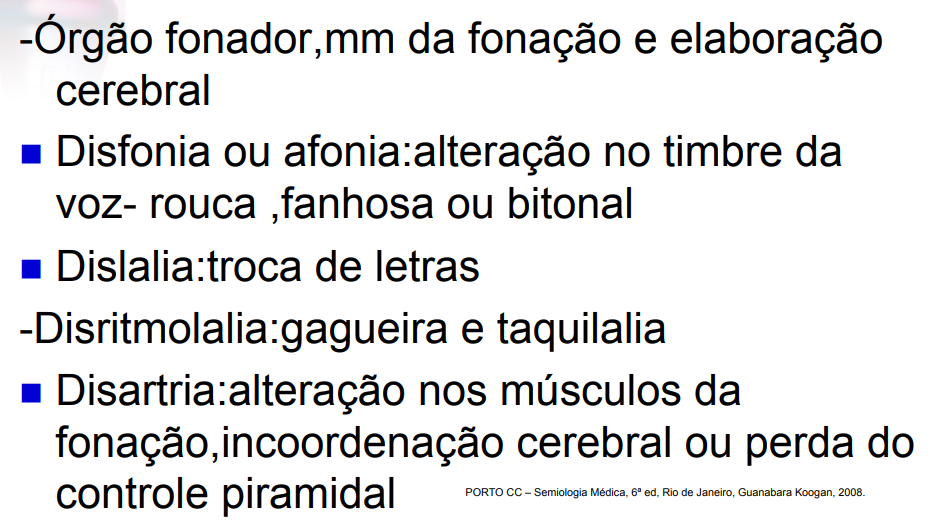 -Órgão fonador,mm da fonação e elaboração
cerebral
Disfonia ou afonia:alteração no timbre da
voz- rouca ,fanhosa ou bitonal
Dislalia:troca de letras
-Disritmolalia:gagueira e taquilalia
Disartria:alteração nos músculos da
fonação,incoordenação cerebral ou perda do
controle piramidal
PORTO CC – Semiologia Médica, 6ª ed, Rio de Janeiro, Guanabara Koogan, 2008.